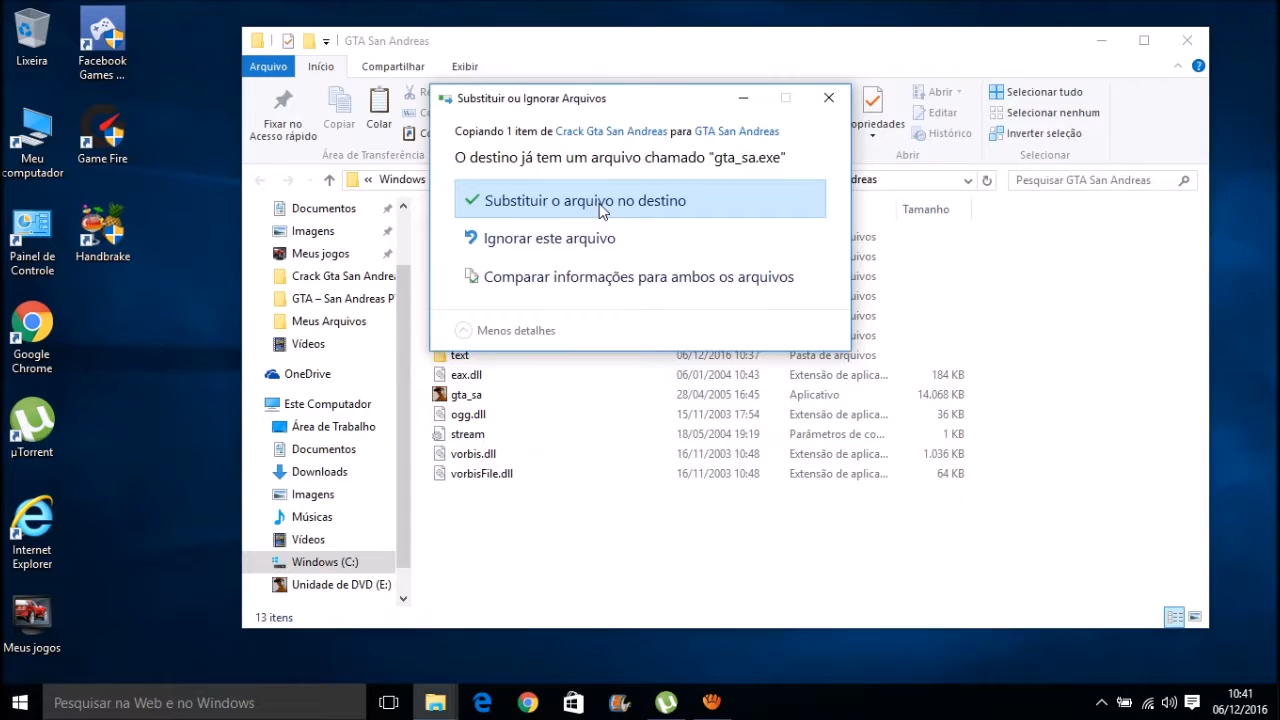 Lixeira
Facebook
Games ...
Meu
computador
Game Fire
Painel de
Controle
Handbrake
Google
Chrome
µTorrent
Internet
Explorer
Meus jogos
GTA San Andreas
Arquivo
Início
Compartilhar
Exibir
Fixar no
Acesso rápido
Copiar
Colar
Propriedades
Abrir
Editar
Histórico
Selecionar tudo
Selecionar nenhum
Inverter seleção
Área de Transferência
Abrir
Selecionar
« Windows
Pesquisar GTA San Andreas
Substituir ou Ignorar Arquivos
Copiando 1 item de Crack Gta San Andreas para GTA San Andreas
O destino já tem um arquivo chamado "gta_sa.exe"
Substituir o arquivo no destino
Ignorar este arquivo
Comparar informações para ambos os arquivos
Menos detalhes
Tamanho
Documentos
Imagens
Meus jogos
Crack Gta San Andre
GTA – San Andreas P
Meus Arquivos
Vídeos
OneDrive
Este Computador
Área de Trabalho
Documentos
Downloads
Imagens
Músicas
Vídeos
Windows (C:)
Unidade de DVD (E:)
text 06/12/2016 10:37 Pasta de arquivos
eax.dll 06/01/2004 10:43 Extensão de aplica... 184 KB
gta_sa 28/04/2005 16:45 Aplicativo 14.068 KB
ogg.dll 15/11/2003 17:54 Extensão de aplica... 36 KB
stream 18/05/2004 19:19 Parâmetros de co... 1 KB
vorbis.dll 16/11/2003 10:48 Extensão de aplica... 1.036 KB
vorbisFile.dll 16/11/2003 10:48 Extensão de aplica... 64 KB
13 itens
Pesquisar na Web e no Windows
10:41
06/12/2016